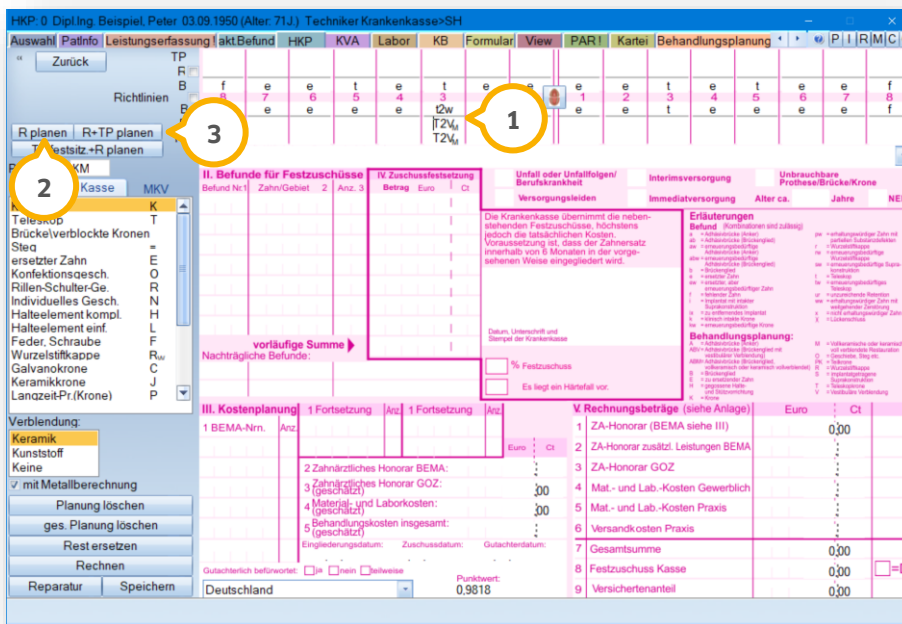 HKP: 0 Dipl.Ing. Beispiel, Peter 03.09.1950 (Alter: 71J.) Techniker Krankenkasse>SH
Auswahl PatInfo Leistungserfassung! akt.Befund HKP KVA Labor KB Formular View PAR! Kartei Behandlungsplanung P I R M C
Zurück TP
R
B f e e t e t e e e e e t e e e f
Richtlinien 8 7 6 5 4 3 1 2 3 4 5 6 7 8
e e e e t2w e e t e e e f
T2VM
T2VM
1
R planen R+TP planen
3
festsitz.+R planen
KM
2
Kasse MKV
K
Teleskop T
Brücke\verblockte Kronen
Steg =
ersetzter Zahn E
Konfektionsgesch. O
Rillen-Schulter-Ge. R
Individuelles Gesch. N
Halteelement kompl. H
Halteelement einf. L
Feder, Schraube F
Wurzelstiftkappe RW
Galvanokrone C
Keramikkrone J
Langzeit-Pr.(Krone) P
Verblendung:
Keramik
Kunststoff
Keine
mit Metallberechnung
Planung löschen
ges. Planung löschen
Rest ersetzen
Rechnen
Reparatur Speichern
II. Befunde für Festzuschüsse
Befund Nr.1 Zahn/Gebiet 2 Anz. 3
IV. Zuschussfestsetzung
Betrag Euro Ct
vorläufige Summe
Nachträgliche Befunde:
Unfall oder Unfallfolgen/
Berufskrankheit
Interimsversorgung
Unbrauchbare
Prothese/Brücke/Krone
Versorgungsleiden
Immediatversorgung
Alter ca. Jahre NE
Die Krankenkasse übernimmt die neben-
stehenden Festzuschüsse, höchstens
jedoch die tatsächlichen Kosten.
Voraussetzung ist, dass der Zahnersatz
innerhalb von 6 Monaten in der vorge-
sehenen Weise eingegliedert wird.
Datum, Unterschrift und
Stempel der Krankenkasse
% Festzuschuss
Es liegt ein Härtefall vor.
Erläuterungen
Befund (Kombinationen sind zulässig)
Behandlungsplanung:
III. Kostenplanung 1 Fortsetzung Anz. 1 Fortsetzung Anz.
1 BEMA-Nrn. Anz.
Euro Ct
2 Zahnärztliches Honorar BEMA:
3 Zahnärztliches Honorar GOZ:
(geschätzt) 00
4 Material- und Laborkosten:
(geschätzt)
5 Behandlungskosten insgesamt:
(geschätzt) 00
Eingliederungsdatum: Zuschussdatum: Gutachterdatum:
Gutachterlich befürwortet: ja nein teilweise
Punktwert:
Deutschland 0,9818
V. Rechnungsbeträge (siehe Anlage) Euro Ct
1 ZA-Honorar (BEMA siehe III) 0,00
2 ZA-Honorar zusätzl. Leistungen BEMA
3 ZA-Honorar GOZ
4 Mat.- und Lab.-Kosten Gewerblich
5 Mat.- und Lab.-Kosten Praxis
6 Versandkosten Praxis
7 Gesamtsumme 0,00
8 Festzuschuss Kasse 0,00
9 Versichertenanteil 0,00